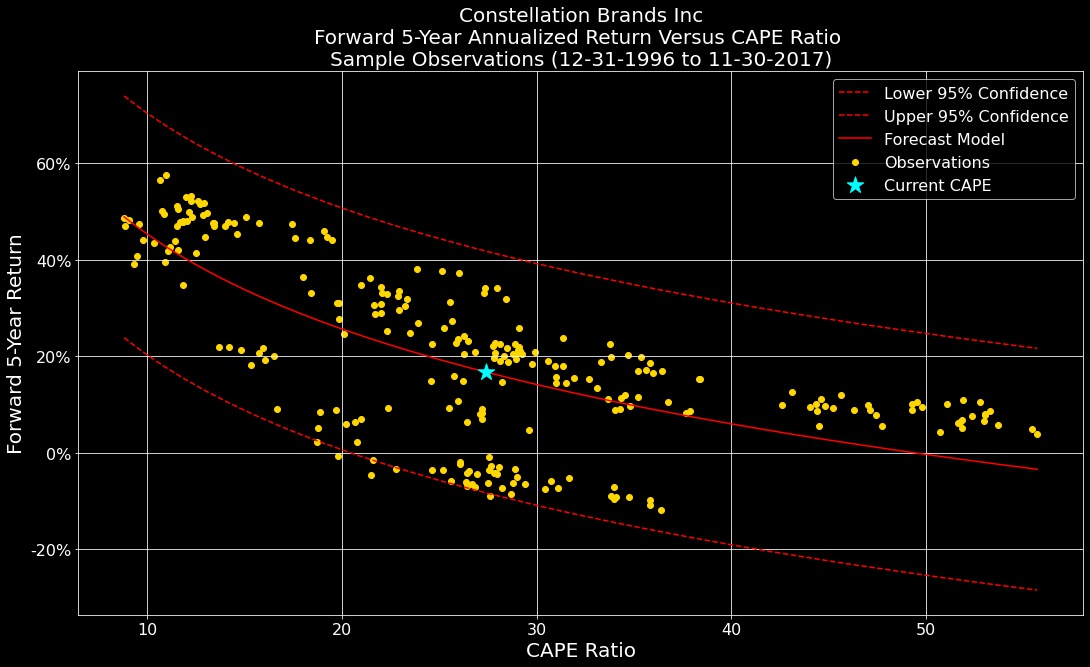 Constellation Brands Inc
Forward 5-Year Annualized Return Versus CAPE Ratio
Sample Observations (12-31-1996 to 11-30-2017)
Lower 95% Confidence
Upper 95% Confidence
Forecast Model
Observations
Current CAPE
Forward 5-Year Return
60%
40%
20%
0%
-20%
10
20
30
40
50
CAPE Ratio